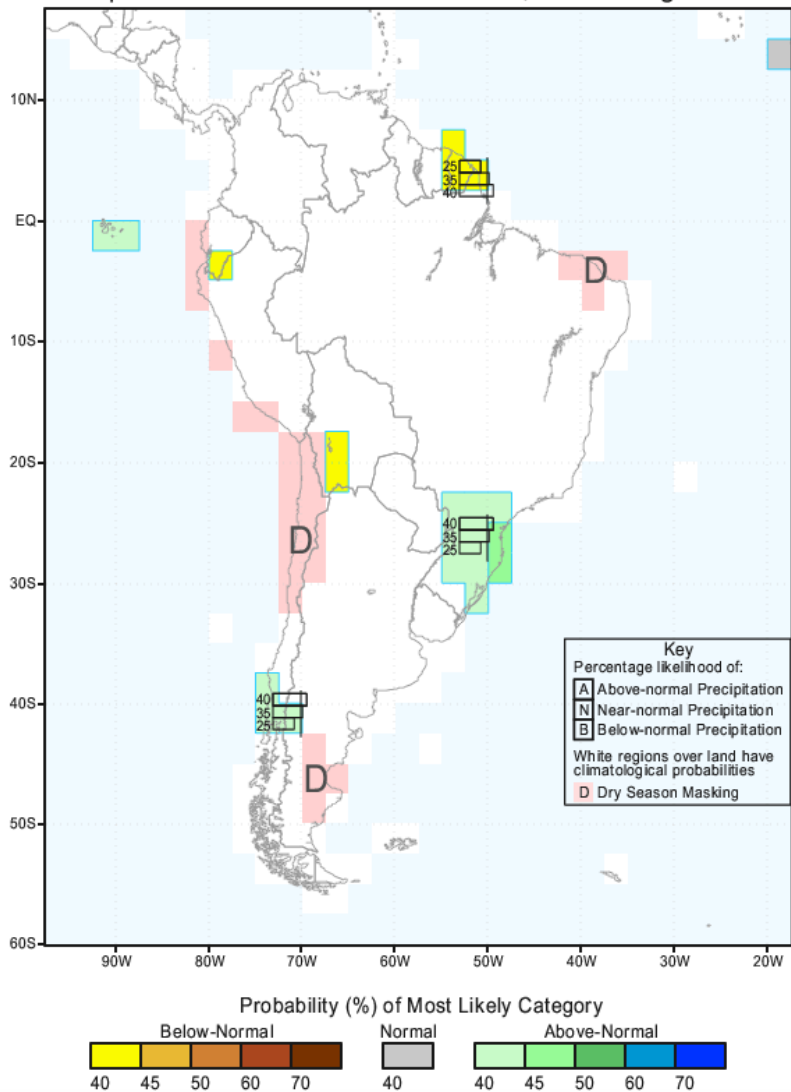 10N
EQ
10S
20S
30S
40S
50S
60S
25
35
40
D
40
35
25
D
40
35
25
D
Key
Percentage likelihood of:
A Above-normal Precipitation
N Near-normal Precipitation
B Below-normal Precipitation
White regions over land have
climatological probabilities
D Dry Season Masking
90W 80W 70W 60W 50W 40W 30W 20W
Probability (%) of Most Likely Category
Below-Normal Normal Above-Normal
40 45 50 60 70 40 40 45 50 60 70